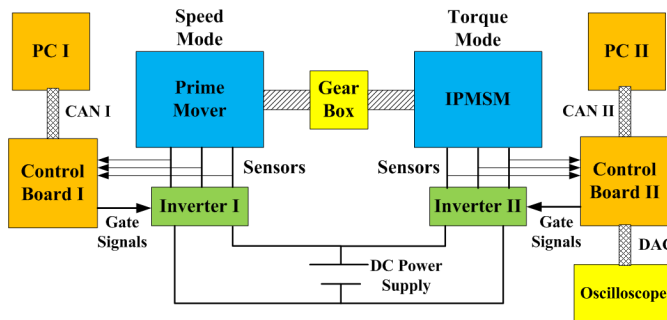 Speed
Mode
Torque
Mode
PC I
PC II
Prime
Mover
Gear
Box
IPMSM
CAN I
CAN II
Control
Board I
Sensors
Sensors
Control
Board II
Inverter I
Inverter II
Gate
Signals
Gate
Signals
DC Power
Supply
DAC
Oscilloscope